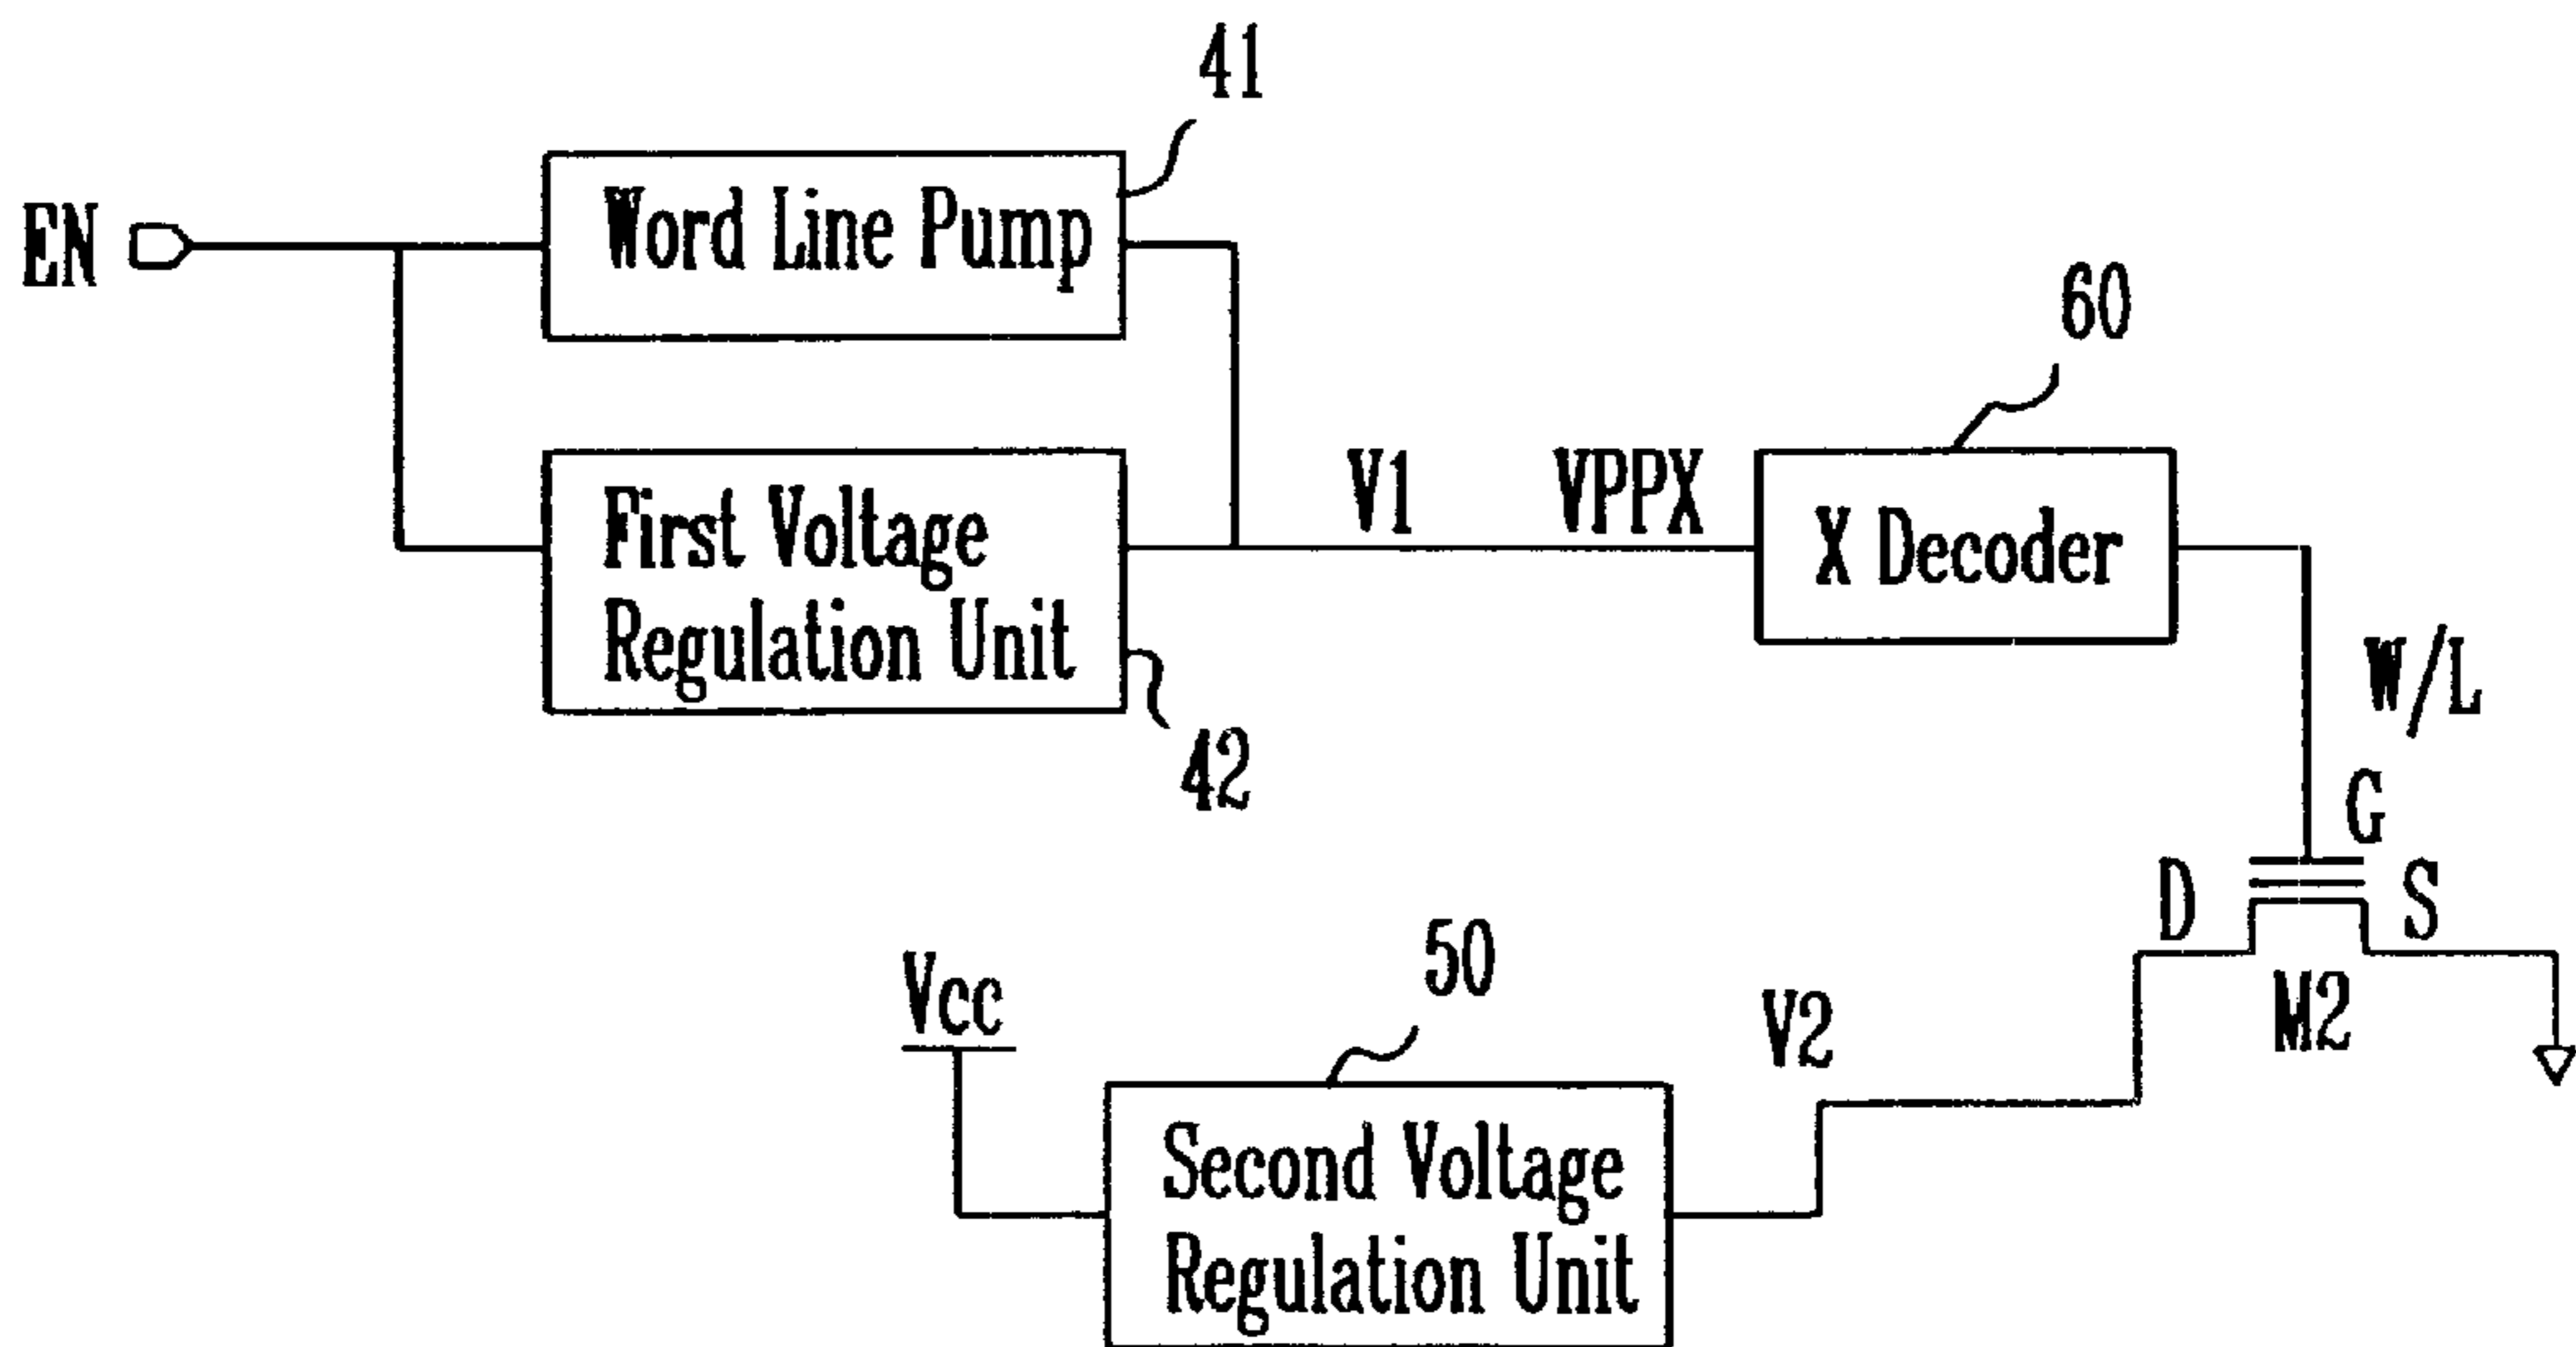 41
EN
Word Line Pump
60
First Voltage
Regulation Unit
V1
VPPX
X Decoder
W/L
42
G
D
S
M2
Vcc
50
V2
Second Voltage
Regulation Unit